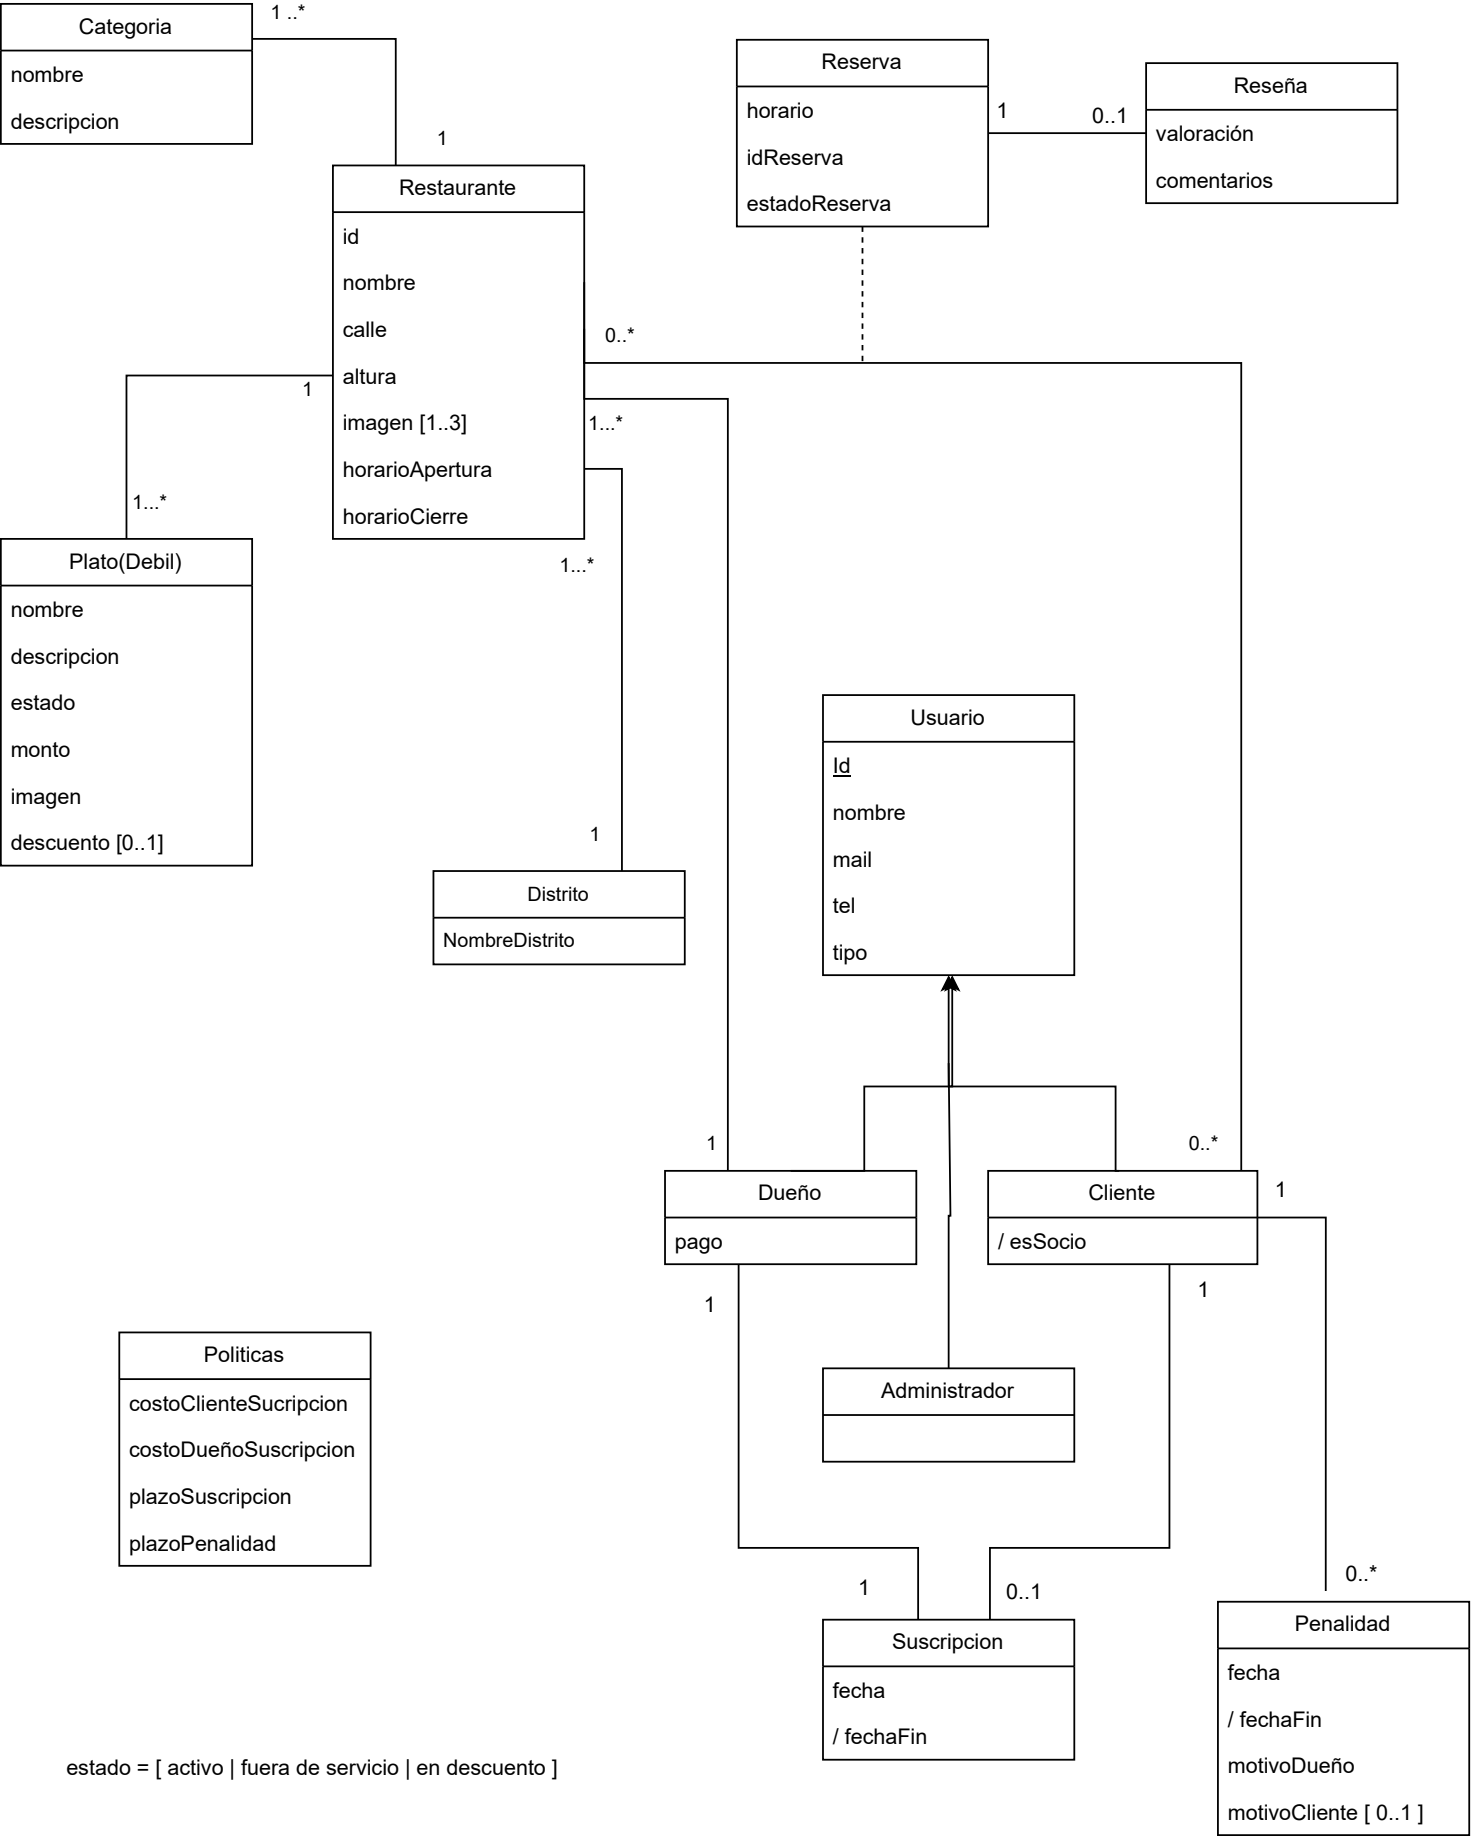 Categoria
nombre
descripcion
1 ..*
1
Restaurante
id
nombre
calle
altura
imagen [1..3]
horarioApertura
horarioCierre
Reserva
horario
idReserva
estadoReserva
1
0..1
Reseña
valoración
comentarios
0..*
1
1...*
1...*
1...*
Plato(Debil)
nombre
descripcion
estado
monto
imagen
descuento [0..1]
1
Distrito
NombreDistrito
Usuario
Id
nombre
mail
tel
tipo
1
0..*
Dueño
pago
Cliente
/ esSocio
1
1
1
Administrador
Politicas
costoClienteSucripcion
costoDueñoSuscripcion
plazoSuscripcion
plazoPenalidad
1
0..1
0..*
Suscripcion
fecha
/ fechaFin
Penalidad
fecha
/ fechaFin
motivoDueño
motivoCliente [ 0..1 ]
estado = [ activo | fuera de servicio | en descuento ]